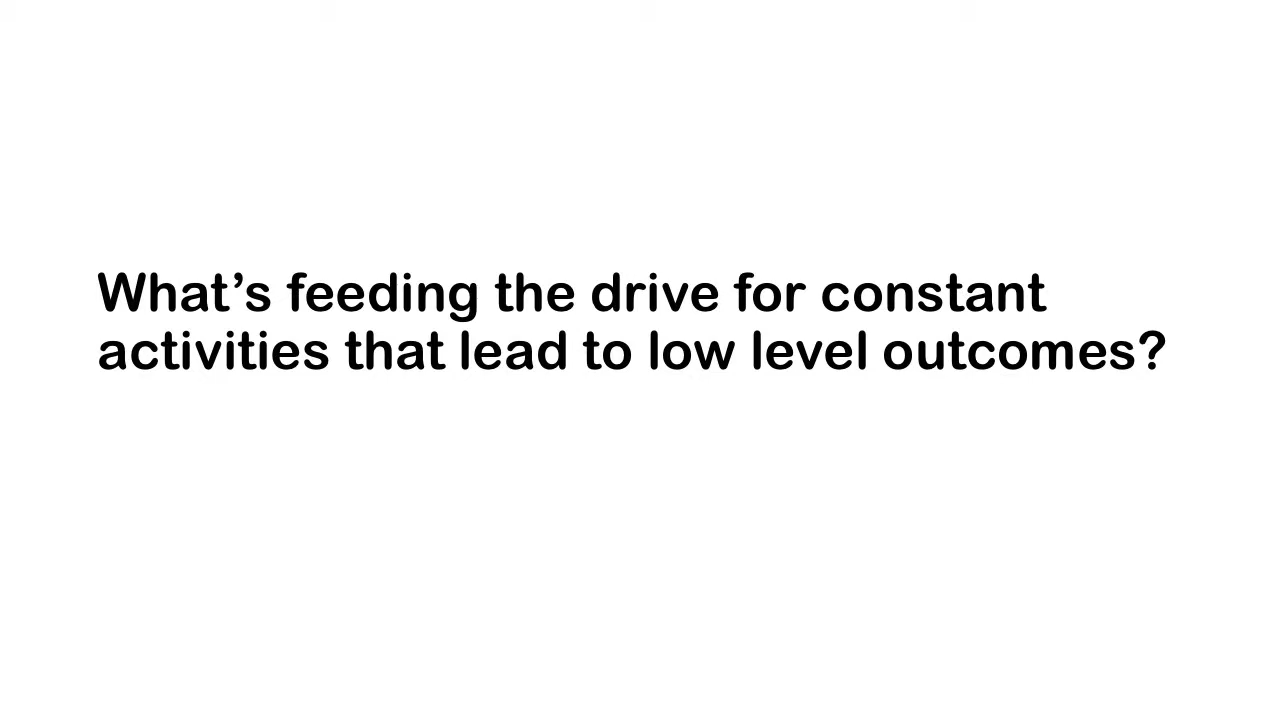 What’s feeding the drive for constant
activities that lead to low level outcomes?